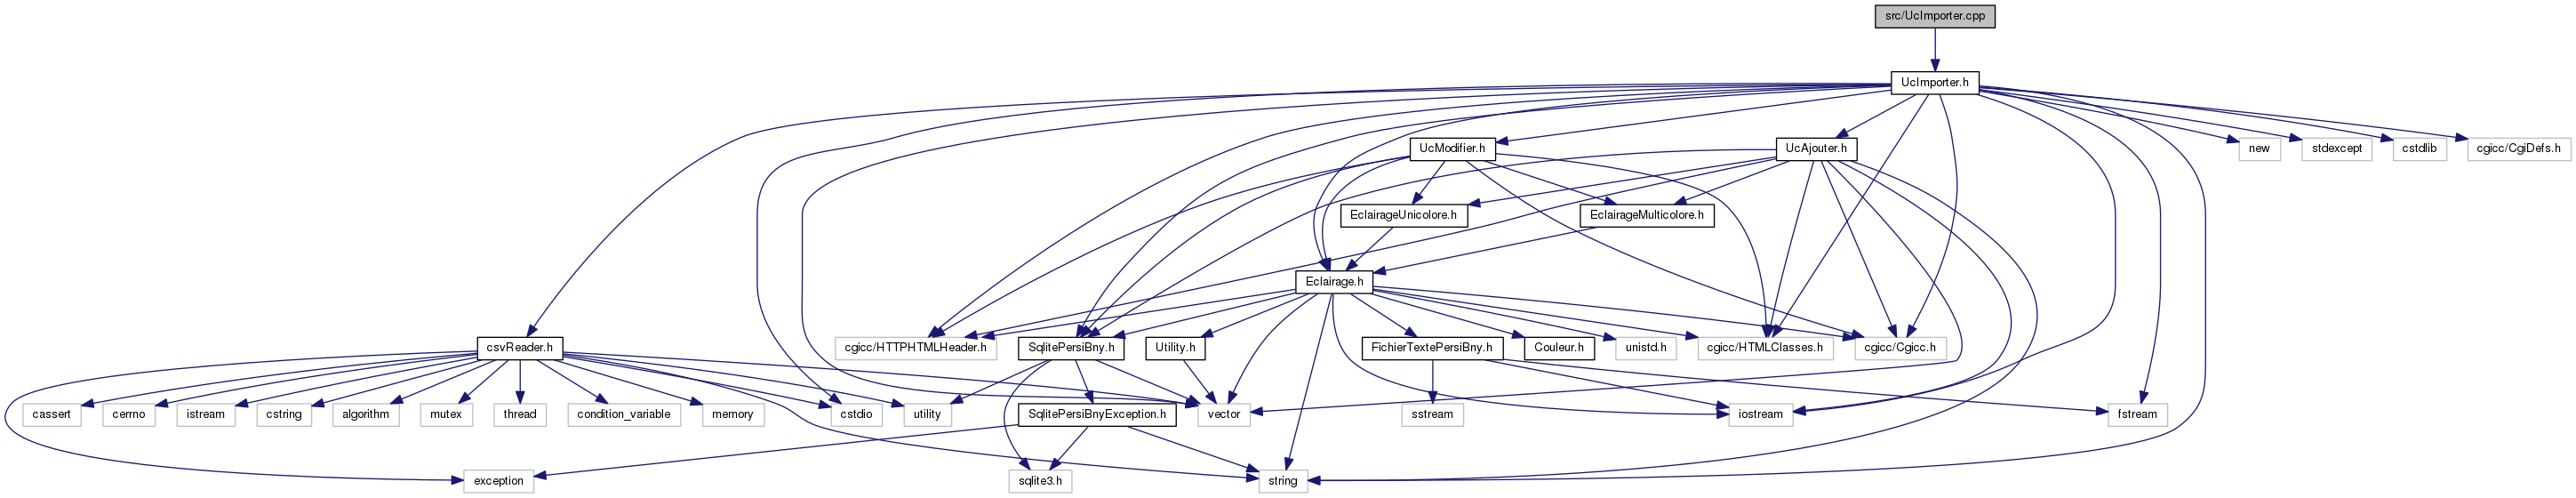 src/UcImporter.cpp
UcImporter.h
UcModifier.h
UcAjouter.h
new
stdexcept
cstdlib
cgicc/CgiDefs.h
EclairageUnicolore.h
EclairageMulticolore.h
Eclairage.h
csvReader.h
cgicc/HTTPHTMLHeader.h
SqlitePersiBny.h
Utility.h
FichierTextePersiBny.h
Couleur.h
unistd.h
cgicc/HTMLClasses.h
cgicc/Cgicc.h
cassert
cerrno
istream
cstring
algorithm
mutex
thread
condition_variable
memory
cstdio
utility
SqlitePersiBnyException.h
vector
sstream
iostream
fstream
exception
sqlite3.h
string